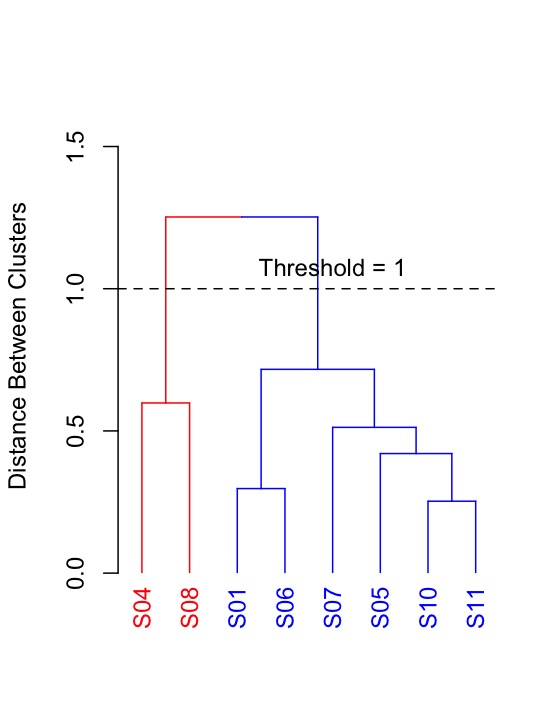 Distance Between Clusters
1.5
1.0
0.5
0.0
Threshold = 1
S04
S08
S01
S06
S07
S05
S10
S11